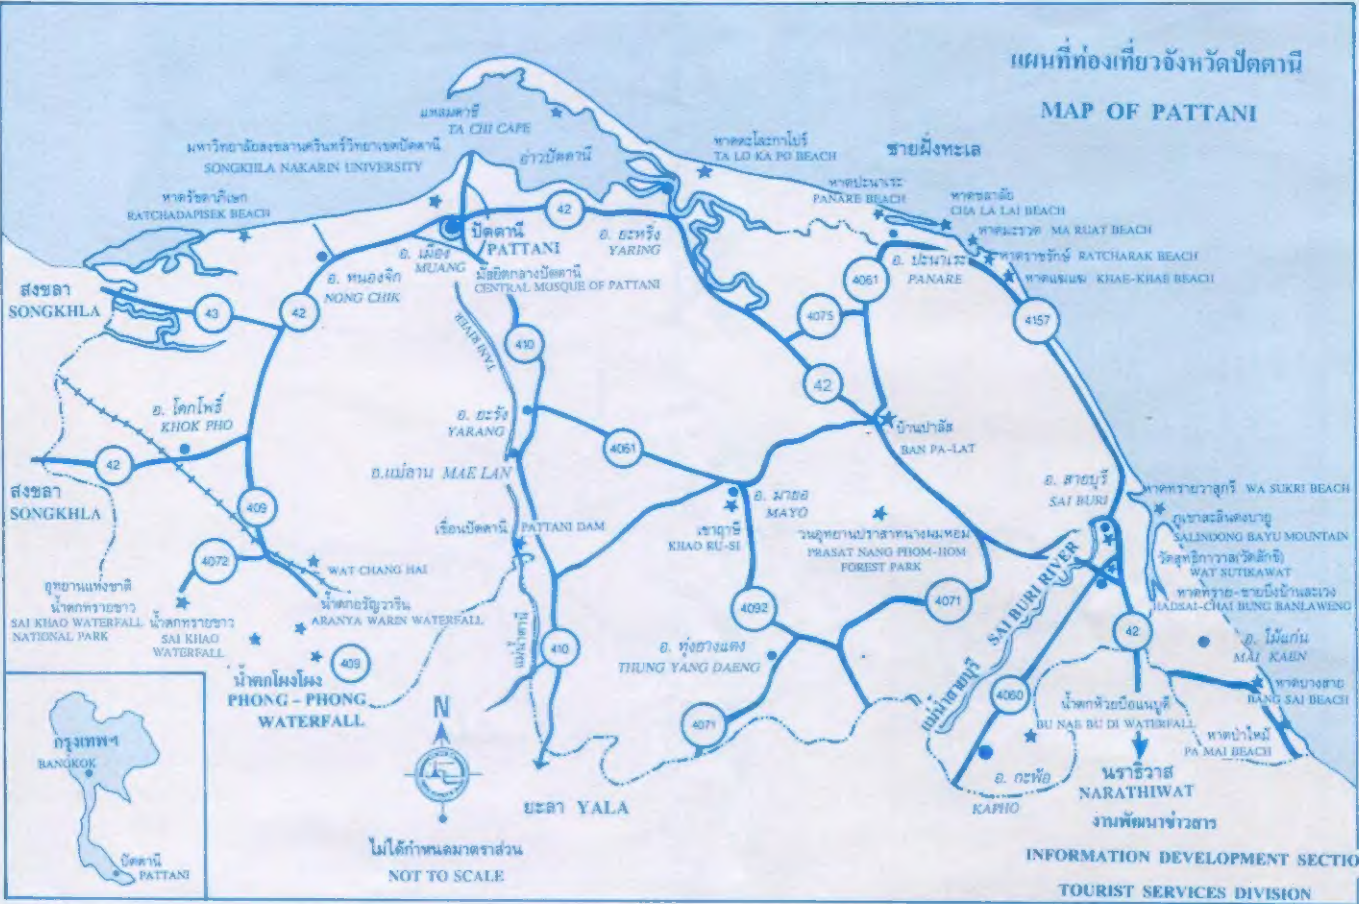 แผนที่ท่องเที่ยวจังหวัดปัตตานี
MAP OF PATTANI
แหลมตาชี
TA CHI CAPE
มหาวิทยาลัยสงขลานครินทร์วิทยาเขตปัตตานี
SONGKHLA NAKARIN UNIVERSITY
อ่าวปัตตานี
หาดตะโละกาโปร์
TA LO KA PO BEACH
ชายฝั่งทะเล
หาดรัชดาภิเษก
RATCHADAPISEK BEACH
หาดปะนาเระ
PANARE BEACH
หาดชลาลัย
CHA LA LAI BEACH
หาดมะรวด MA RUAT BEACH
หาดราชรักษ์ RATCHARAK BEACH
หาดแฆแฆ KHAE-KHAE BEACH
42
ปัตตานี
PATTANI
อ. เมือง
MUANG
อ. ยะหริ่ง
YARING
อ. ปะนาเระ
PANARE
มัสยิดกลางปัตตานี
CENTRAL MOSQUE OF PATTANI
อ. หนองจิก
NONG CHIK
สงขลา
SONGKHLA
43
42
4061
4075
4157
TANI RIVER
410
42
อ. โคกโพธิ์
KHOK PHO
อ. ยะรัง
YARANG
4061
บ้านปาลัส
BAN PA-LAT
42
อ.แม่ลาน MAE LAN
สงขลา
SONGKHLA
409
อ. มายอ
MAYO
อ. สายบุรี
SAI BURI
หาดทรายวาสุกรี WA SUKRI BEACH
เขาฤาษี
KHAO RU-SI
วนอุทยานปราสาทนางผมหอม
PRASAT NANG PHOM-HOM
FOREST PARK
เขื่อนปัตตานี PATTANI DAM
ภูเขาสะลินดงบายู
SALINDONG BAYU MOUNTAIN
วัดสุทธิกาวาส(วัดสักขี)
WAT SUTIKAWAT
4072
WAT CHANG HAI
อุทยานแห่งชาติ
น้ำตกทรายขาว
SAI KHAO WATERFALL
NATIONAL PARK
น้ำตกทรายขาว
SAI KHAO
WATERFALL
น้ำตกอรัญวาริน
ARANYA WARIN WATERFALL
4092
4071
SAI BURI RIVER
แม่น้ำสายบุรี
HADSAI-CHAI BUNG BANLAWENG
42
แม่น้ำตานี
410
อ. ทุ่งยางแดง
THUNG YANG DAENG
อ. ไม้แก่น
MAI KAEN
409
น้ำตกโผงโผง
PHONG - PHONG
WATERFALL
4071
4060
หาดบางสาย
BANG SAI BEACH
BU NAE BU DI WATERFALL
หาดป่าไหม้
PA MAI BEACH
N
กรุงเทพฯ
BANGKOK
ปัตตานี
PATTANI
อ. กะพ้อ
KAPHO
นราธิวาส
NARATHIWAT
ยะลา YALA
ไม่ได้กำหนดมาตราส่วน
NOT TO SCALE
งานพัฒนาข่าวสาร
INFORMATION DEVELOPMENT SECTIO
TOURIST SERVICES DIVISION